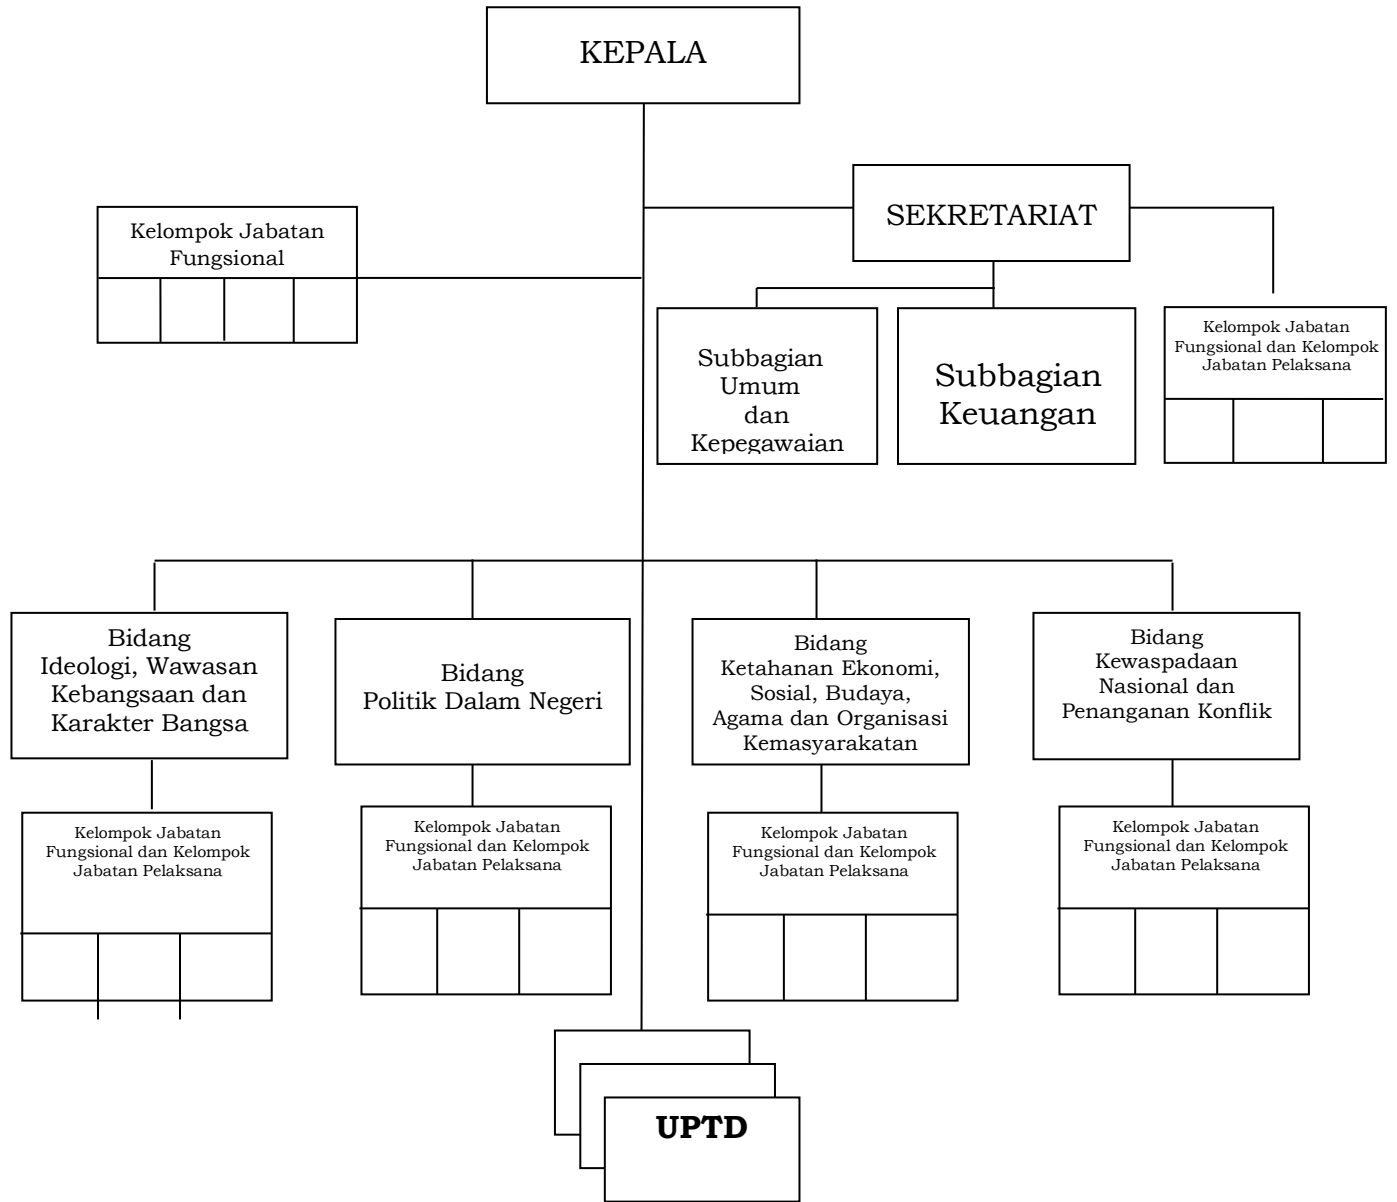 KEPALA
SEKRETARIAT
Kelompok Jabatan
Fungsional
Subbagian
Umum
dan
Kepegawaian
Subbagian
Keuangan
Kelompok Jabatan
Fungsional dan Kelompok
Jabatan Pelaksana
Bidang
Ideologi, Wawasan
Kebangsaan dan
Karakter Bangsa
Bidang
Politik Dalam Negeri
Bidang
Ketahanan Ekonomi,
Sosial, Budaya,
Agama dan Organisasi
Kemasyarakatan
Bidang
Kewaspadaan
Nasional dan
Penanganan Konflik
Kelompok Jabatan
Fungsional dan Kelompok
Jabatan Pelaksana
Kelompok Jabatan
Fungsional dan Kelompok
Jabatan Pelaksana
Kelompok Jabatan
Fungsional dan Kelompok
Jabatan Pelaksana
Kelompok Jabatan
Fungsional dan Kelompok
Jabatan Pelaksana
UPTD